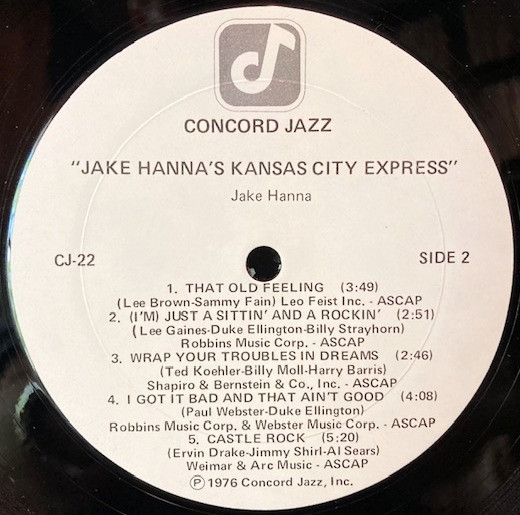 CONCORD JAZZ
"JAKE HANNA'S KANSAS CITY EXPRESS"
Jake Hanna
CJ-22 SIDE 2
1. THAT OLD FEELING (3:49)
(Lee Brown-Sammy Fain) Leo Feist Inc. - ASCAP
2. (I'M) JUST A SITTIN' AND A ROCKIN' (2:51)
(Lee Gaines-Duke Ellington-Billy Strayhorn)
Robbins Music Corp. - ASCAP
3. WRAP YOUR TROUBLES IN DREAMS (2:46)
(Ted Koehler-Billy Moll-Harry Barris)
Shapiro & Bernstein & Co., Inc. - ASCAP
4. I GOT IT BAD AND THAT AIN'T GOOD (4:08)
(Paul Webster-Duke Ellington)
Robbins Music Corp. & Webster Music Corp. - ASCAP
5. CASTLE ROCK (5:20)
(Ervin Drake-Jimmy Shirl-Al Sears)
Weimar & Arc Music - ASCAP
Ⓟ 1976 Concord Jazz, Inc.